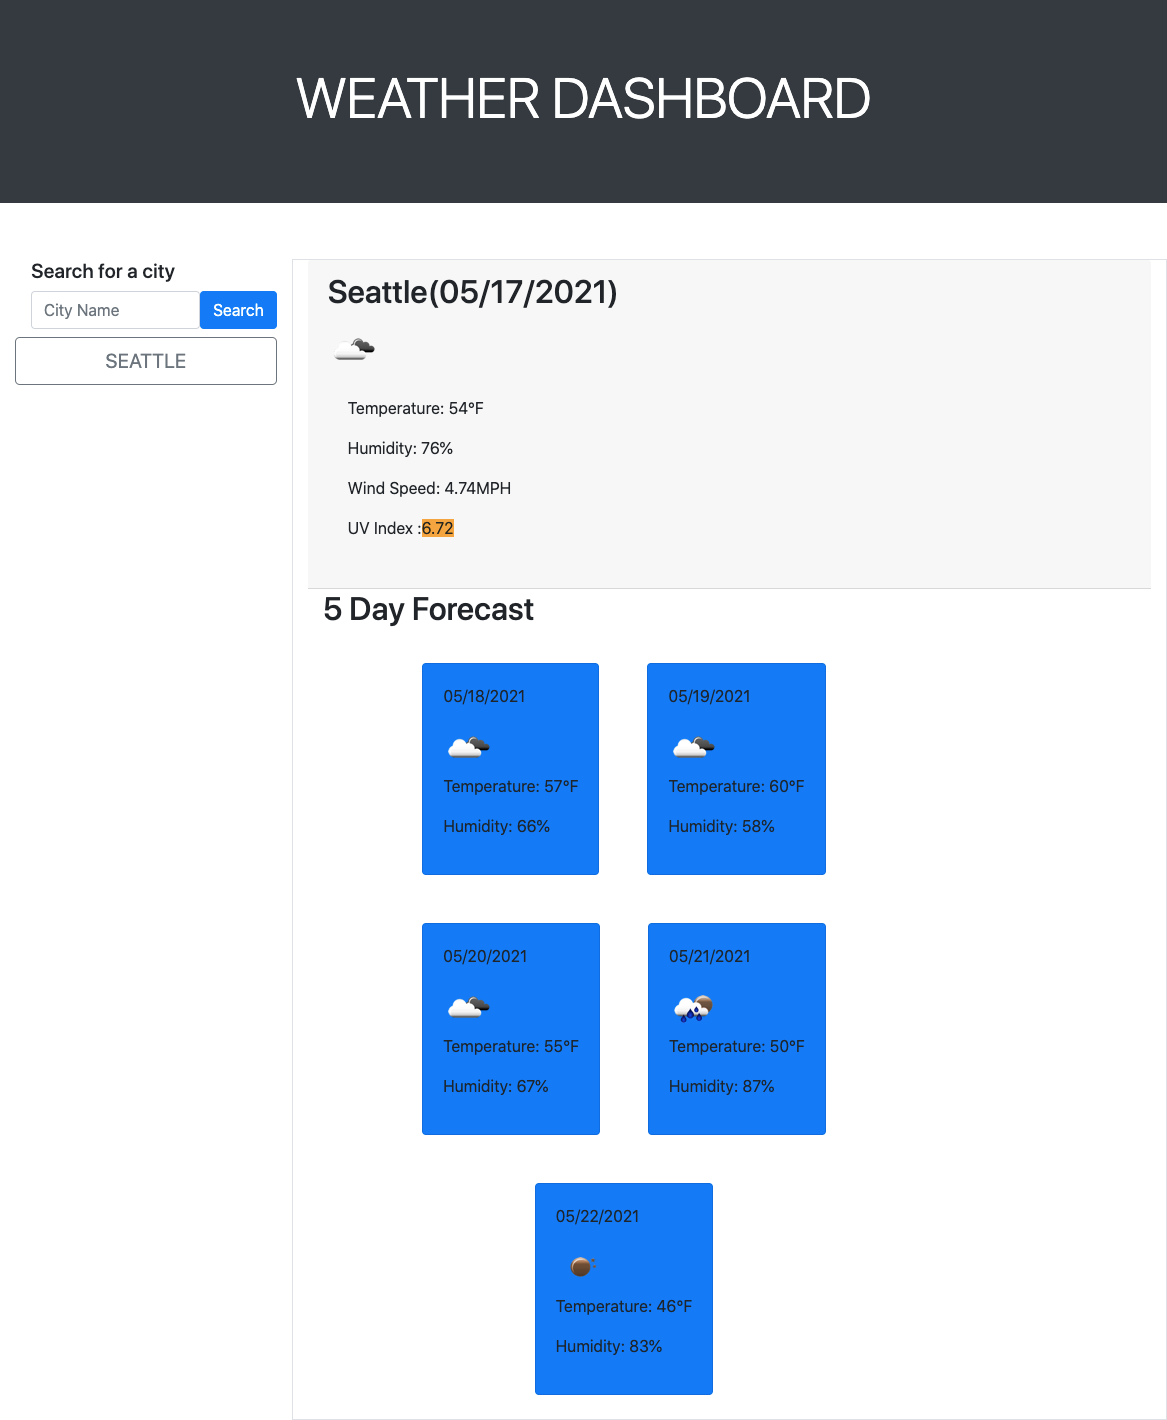 WEATHER DASHBOARD
Search for a city
City Name
Search
SEATTLE
Seattle(05/17/2021)
Temperature: 54°F
Humidity: 76%
Wind Speed: 4.74MPH
UV Index :6.72
5 Day Forecast
05/18/2021
Temperature: 57°F
Humidity: 66%
05/19/2021
Temperature: 60°F
Humidity: 58%
05/20/2021
Temperature: 55°F
Humidity: 67%
05/21/2021
Temperature: 50°F
Humidity: 87%
05/22/2021
Temperature: 46°F
Humidity: 83%